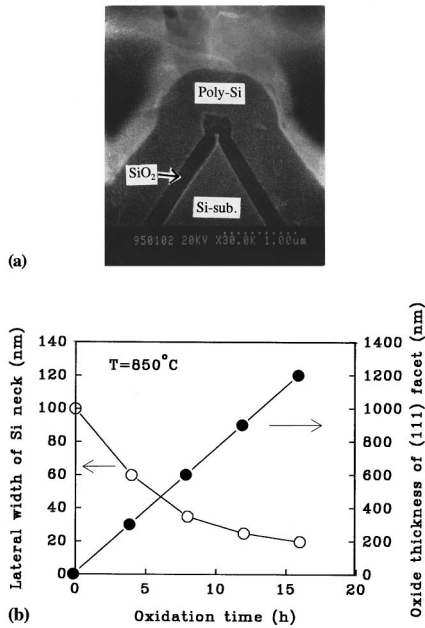 Poly-Si
SiO2
Si-sub.
950102 20KV X30.0K 1.00um
(a)
140
120
100
80
60
40
20
0
Lateral width of Si neck (nm)
T=850°C
1400
1200
1000
800
600
400
200
0
Oxide thickness of (111) facet (nm)
0 5 10 15 20
Oxidation time (h)
(b)